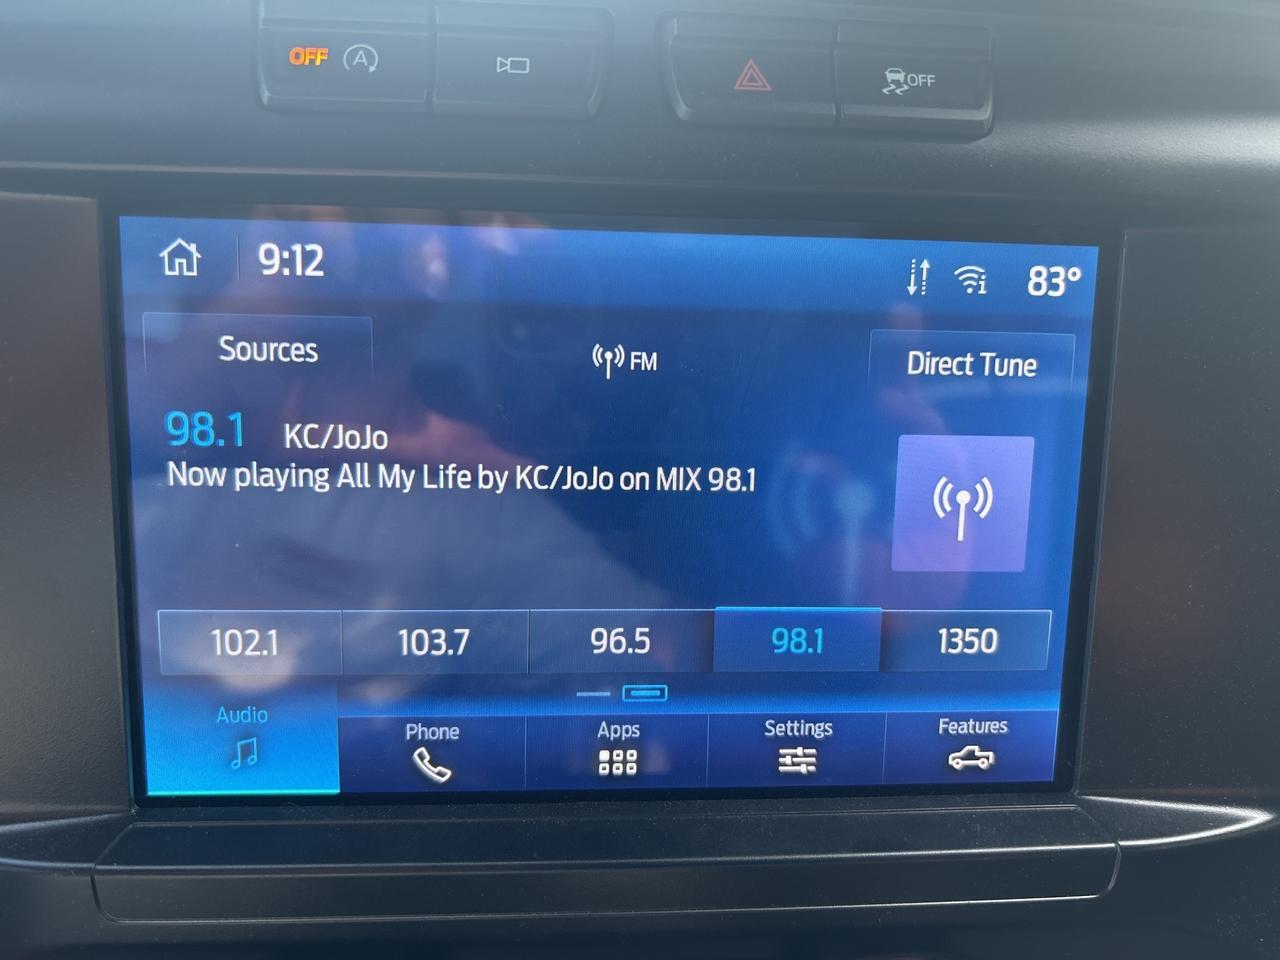 OFF A
OFF
9:12
83°
Sources
FM
Direct Tune
98.1 KC/JoJo
Now playing All My Life by KC/JoJo on MIX 98.1
102.1 103.7 96.5 98.1 1350
Audio Phone Apps Settings Features